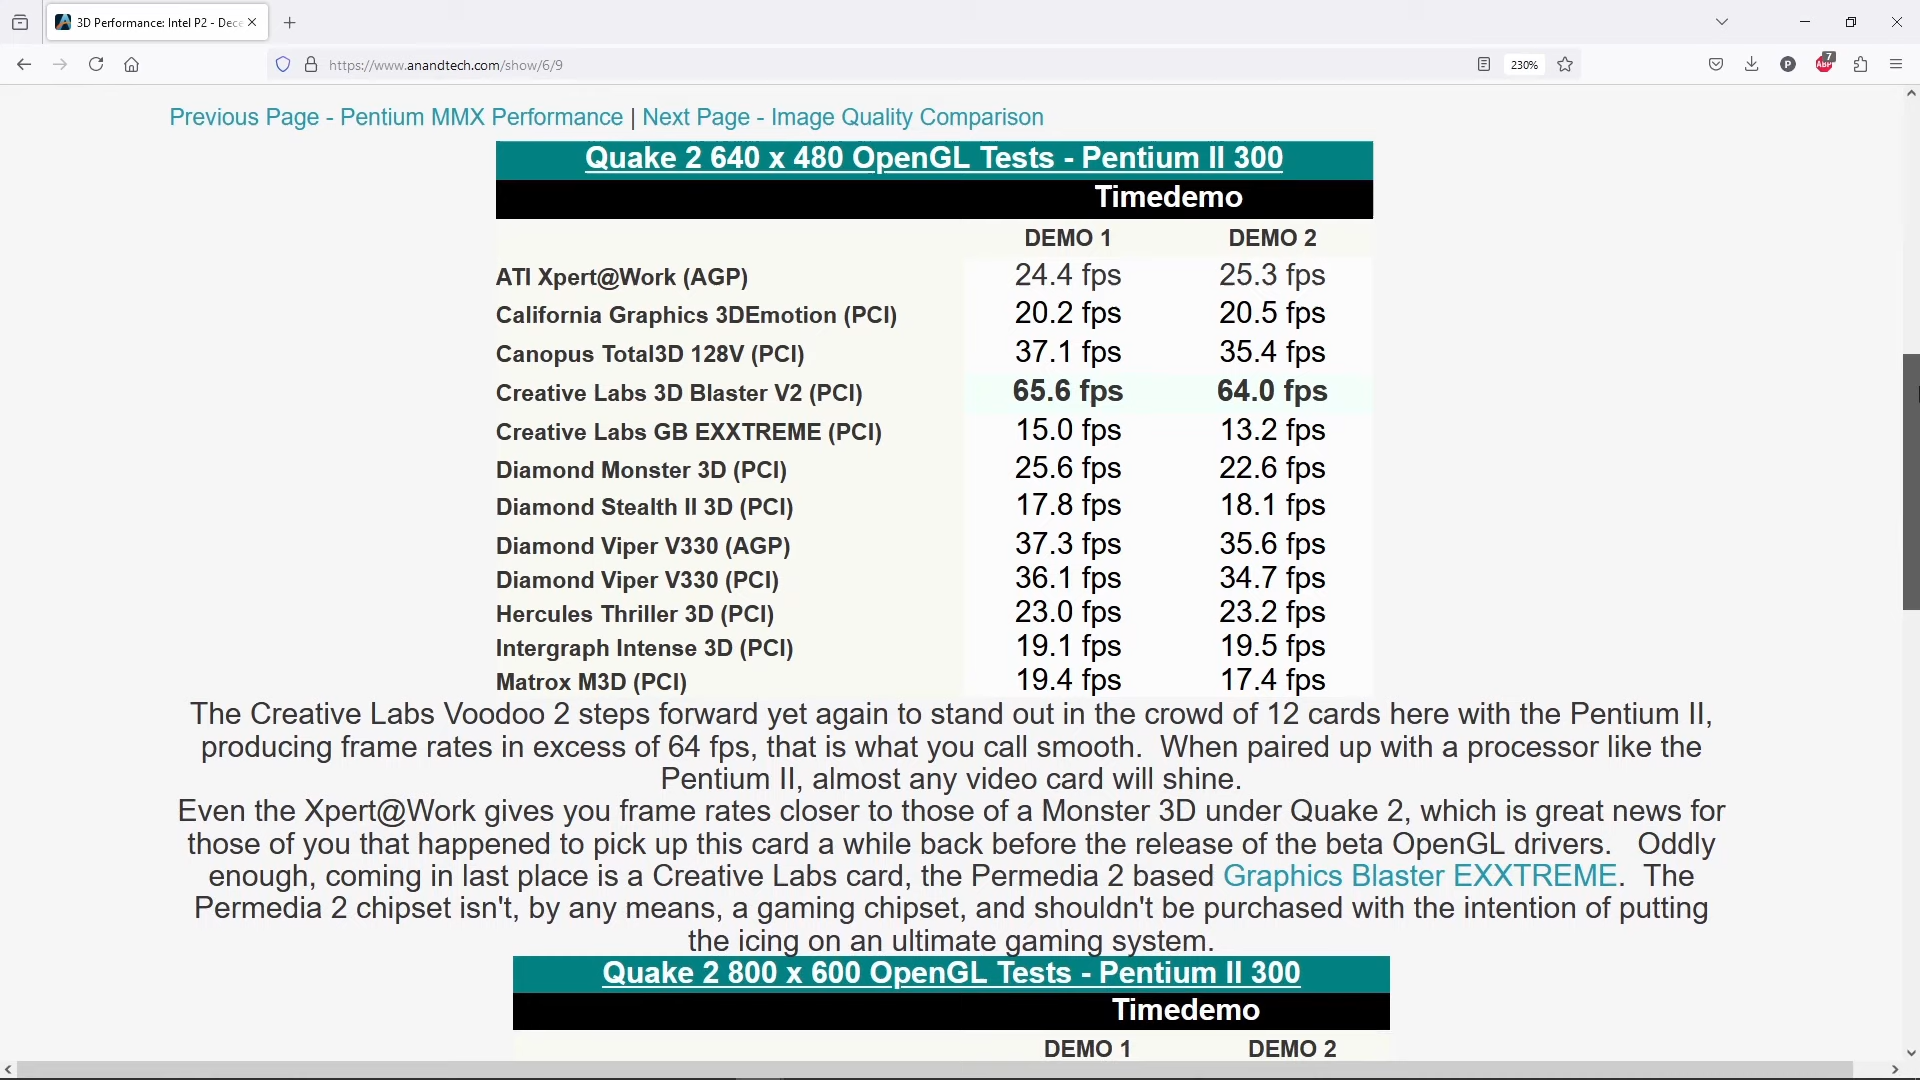 3D Performance: Intel P2 - Dece
https://www.anandtech.com/show/6/9
230%
P
7
ABP
Previous Page - Pentium MMX Performance | Next Page - Image Quality Comparison
Quake 2 640 x 480 OpenGL Tests - Pentium II 300
Timedemo
DEMO 1 DEMO 2
ATI Xpert@Work (AGP) 24.4 fps 25.3 fps
California Graphics 3DEmotion (PCI) 20.2 fps 20.5 fps
Canopus Total3D 128V (PCI) 37.1 fps 35.4 fps
Creative Labs 3D Blaster V2 (PCI) 65.6 fps 64.0 fps
Creative Labs GB EXXTREME (PCI) 15.0 fps 13.2 fps
Diamond Monster 3D (PCI) 25.6 fps 22.6 fps
Diamond Stealth II 3D (PCI) 17.8 fps 18.1 fps
Diamond Viper V330 (AGP) 37.3 fps 35.6 fps
Diamond Viper V330 (PCI) 36.1 fps 34.7 fps
Hercules Thriller 3D (PCI) 23.0 fps 23.2 fps
Intergraph Intense 3D (PCI) 19.1 fps 19.5 fps
Matrox M3D (PCI) 19.4 fps 17.4 fps
The Creative Labs Voodoo 2 steps forward yet again to stand out in the crowd of 12 cards here with the Pentium II,
producing frame rates in excess of 64 fps, that is what you call smooth.  When paired up with a processor like the
Pentium II, almost any video card will shine.
Even the Xpert@Work gives you frame rates closer to those of a Monster 3D under Quake 2, which is great news for
those of you that happened to pick up this card a while back before the release of the beta OpenGL drivers.   Oddly
enough, coming in last place is a Creative Labs card, the Permedia 2 based Graphics Blaster EXXTREME.  The
Permedia 2 chipset isn't, by any means, a gaming chipset, and shouldn't be purchased with the intention of putting
the icing on an ultimate gaming system.
Quake 2 800 x 600 OpenGL Tests - Pentium II 300
Timedemo
DEMO 1 DEMO 2